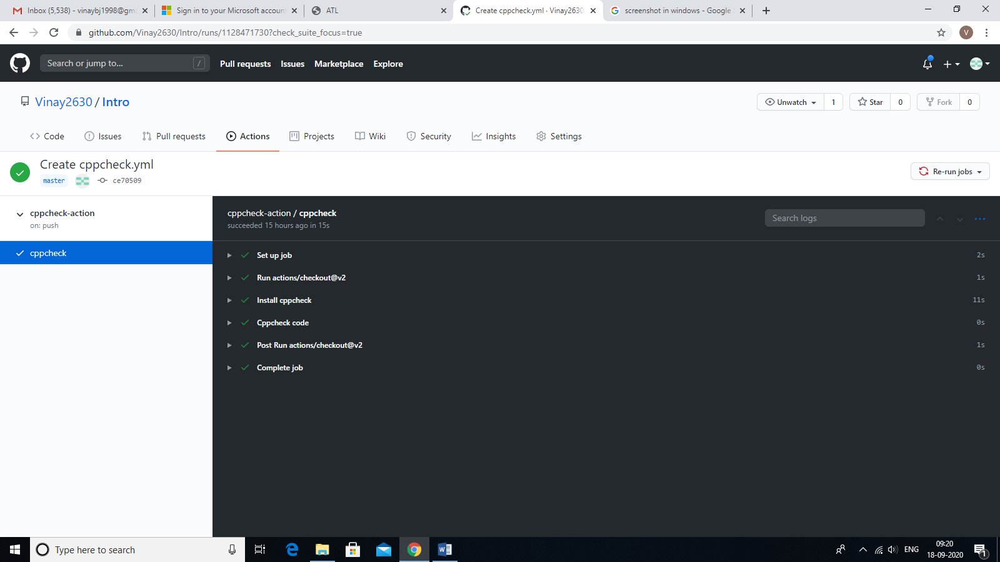 Inbox (5,538) - vinaybj1998@gma
Sign in to your Microsoft account
ATL
Create cppcheck.yml · Vinay2630,
screenshot in windows - Google
github.com/Vinay2630/Intro/runs/1128471730?check_suite_focus=true
V
Search or jump to...
/
Pull requests
Issues
Marketplace
Explore
Vinay2630 / Intro
Unwatch
1
Star
0
Fork
0
Code
Issues
Pull requests
Actions
Projects
Wiki
Security
Insights
Settings
Create cppcheck.yml
master
ce70509
Re-run jobs
cppcheck-action
on: push
cppcheck
cppcheck-action / cppcheck
succeeded 15 hours ago in 15s
Search logs
Set up job
2s
Run actions/checkout@v2
1s
Install cppcheck
11s
Cppcheck code
0s
Post Run actions/checkout@v2
1s
Complete job
0s
Type here to search
ENG
09:20
18-09-2020
1